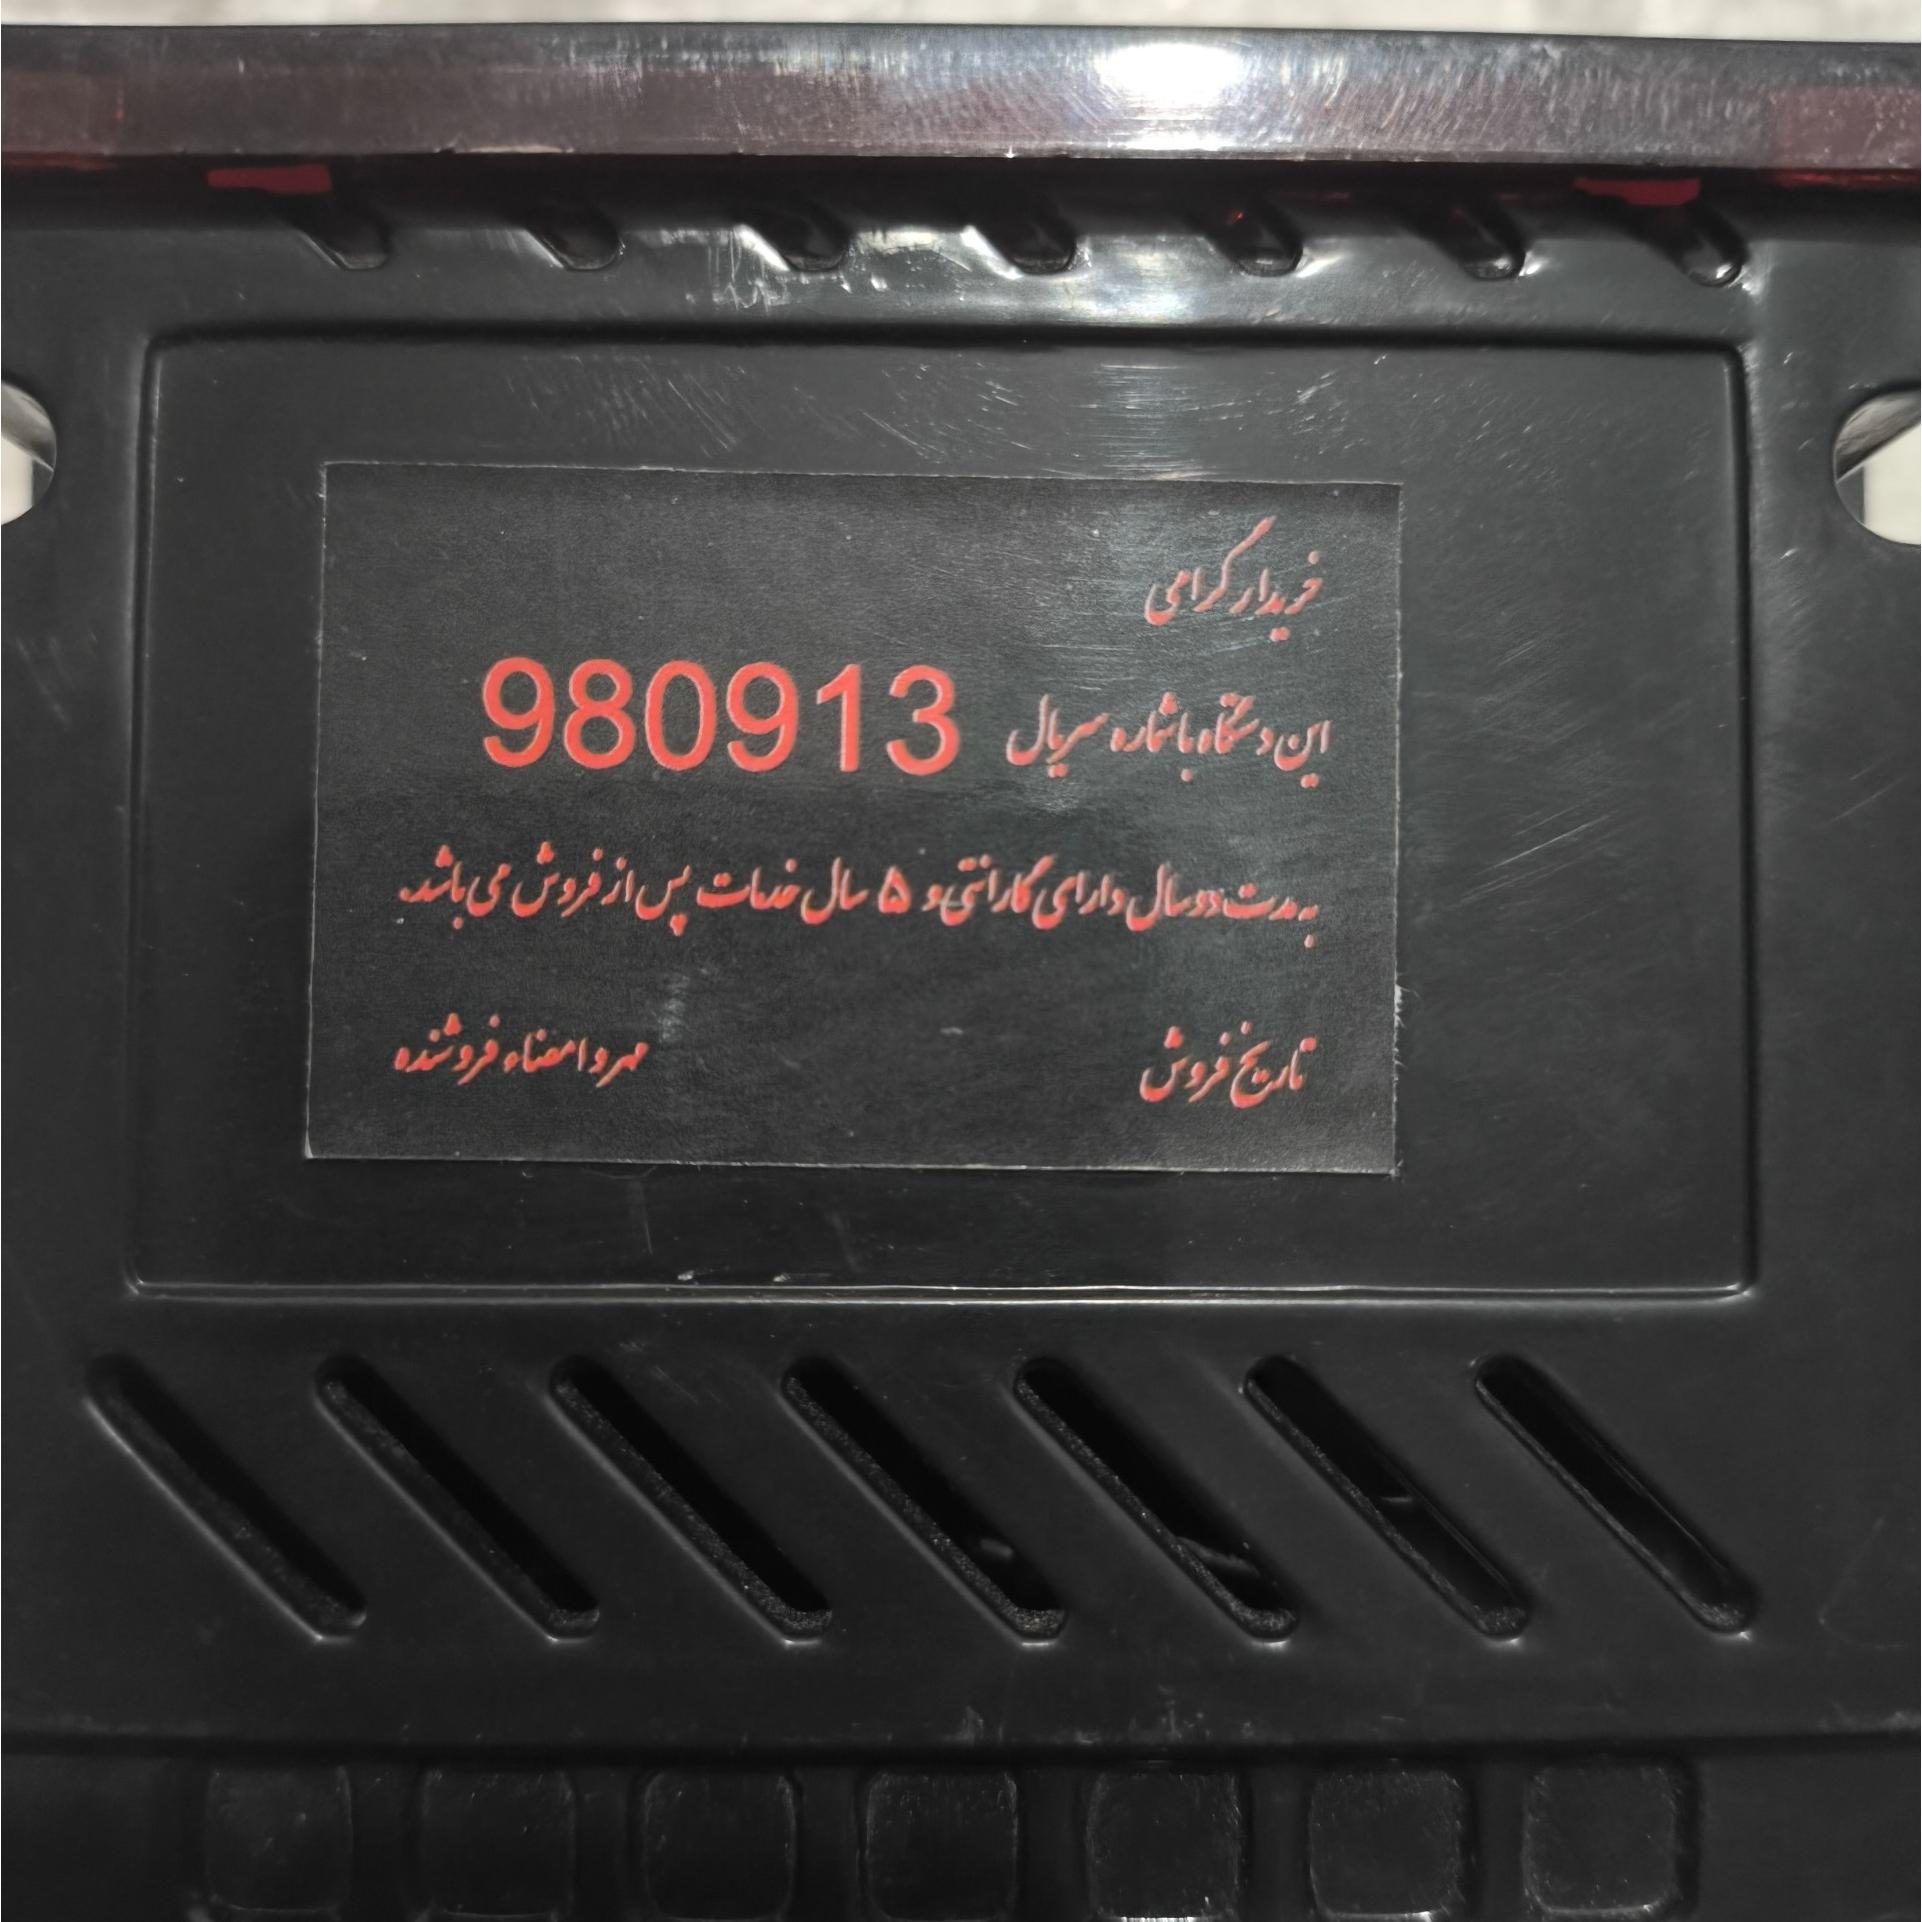 خریدار گرامی
این دستگاه با شماره سریال 980913
به مدت دو سال دارای گارانتی و ۵ سال خدمات پس از فروش می باشد.
تاریخ فروش مهر و امضاء فروشنده